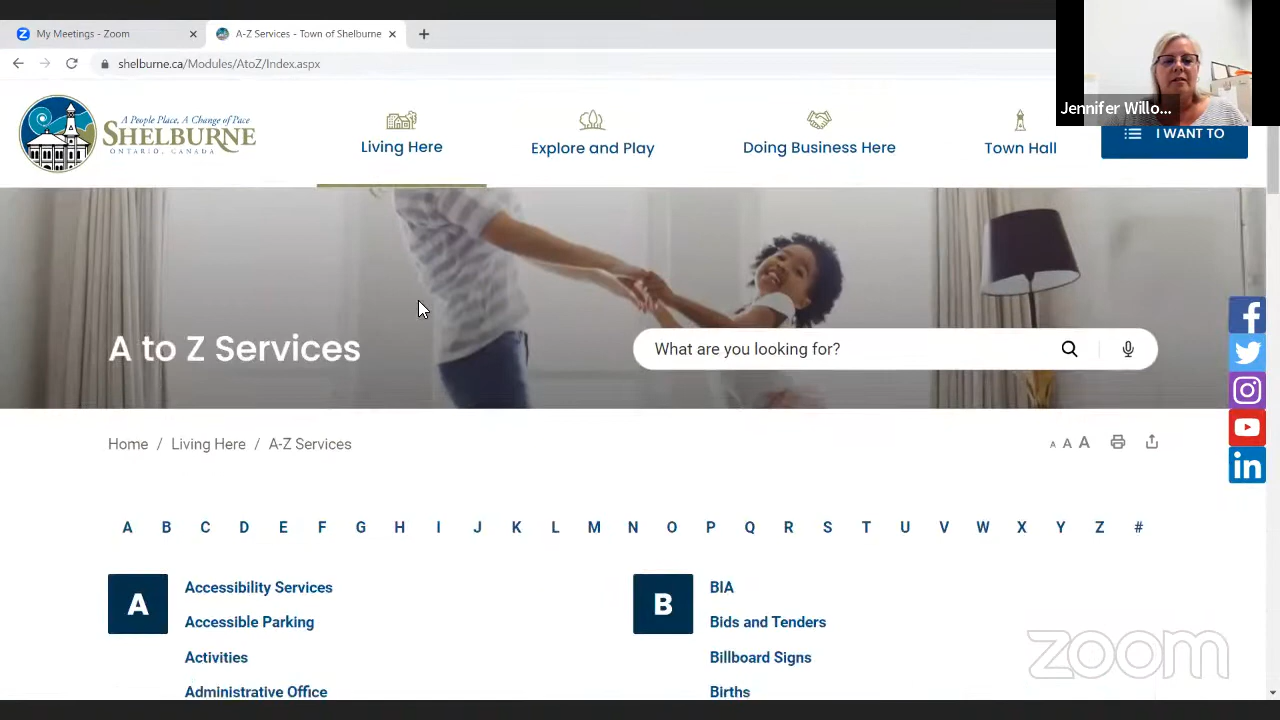 My Meetings - Zoom
A-Z Services - Town of Shelburne
shelburne.ca/Modules/AtoZ/Index.aspx
Jennifer Willo...
A People Place, A Change of Pace
SHELBURNE
ONTARIO, CANADA
Living Here
Explore and Play
Doing Business Here
Town Hall
I WANT TO
A to Z Services
What are you looking for?
Home / Living Here / A-Z Services
A A A
A B C D E F G H I J K L M N O P Q R S T U V W X Y Z #
A
Accessibility Services
Accessible Parking
Activities
Administrative Office
B
BIA
Bids and Tenders
Billboard Signs
Births
zoom